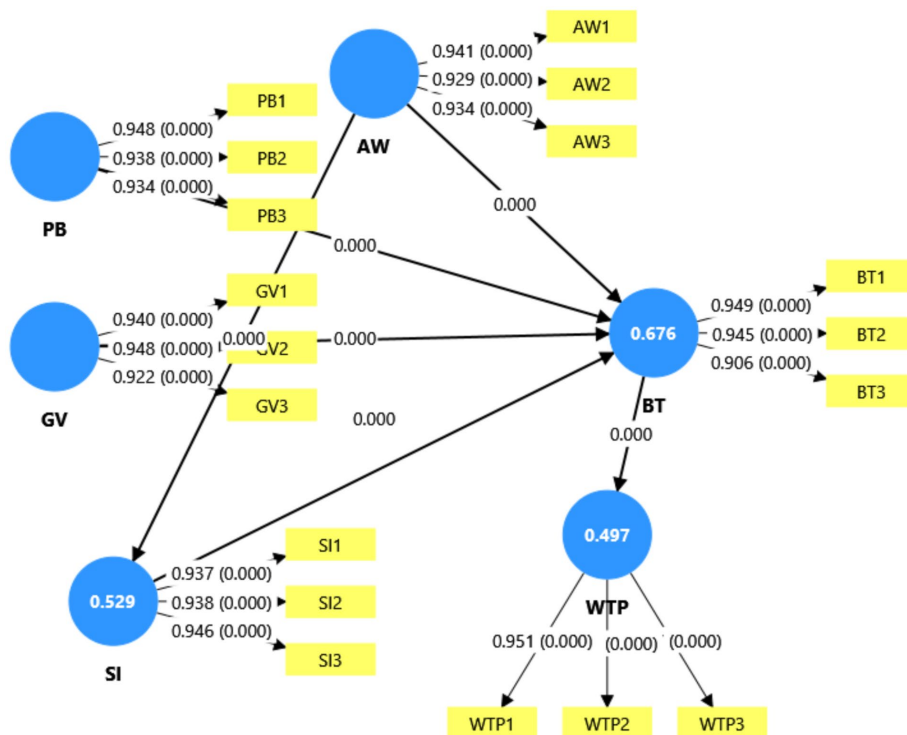 AW1
0.941 (0.000)
AW2
0.929 (0.000)
0.934 (0.000)
AW3
AW
PB1
0.948 (0.000)
PB2
0.938 (0.000)
0.934 (0.000)
PB3
PB
0.000
0.000
GV1
0.940 (0.000)
0.948 (0.000)
0.000
GV2
0.000
0.922 (0.000)
GV3
GV
0.000
BT1
0.949 (0.000)
0.676
0.945 (0.000)
BT2
0.906 (0.000)
BT3
BT
0.000
SI1
0.937 (0.000)
0.529
0.938 (0.000)
SI2
0.946 (0.000)
SI3
SI
0.497
WTP
0.951 (0.000)
(0.000)
(0.000)
WTP1
WTP2
WTP3